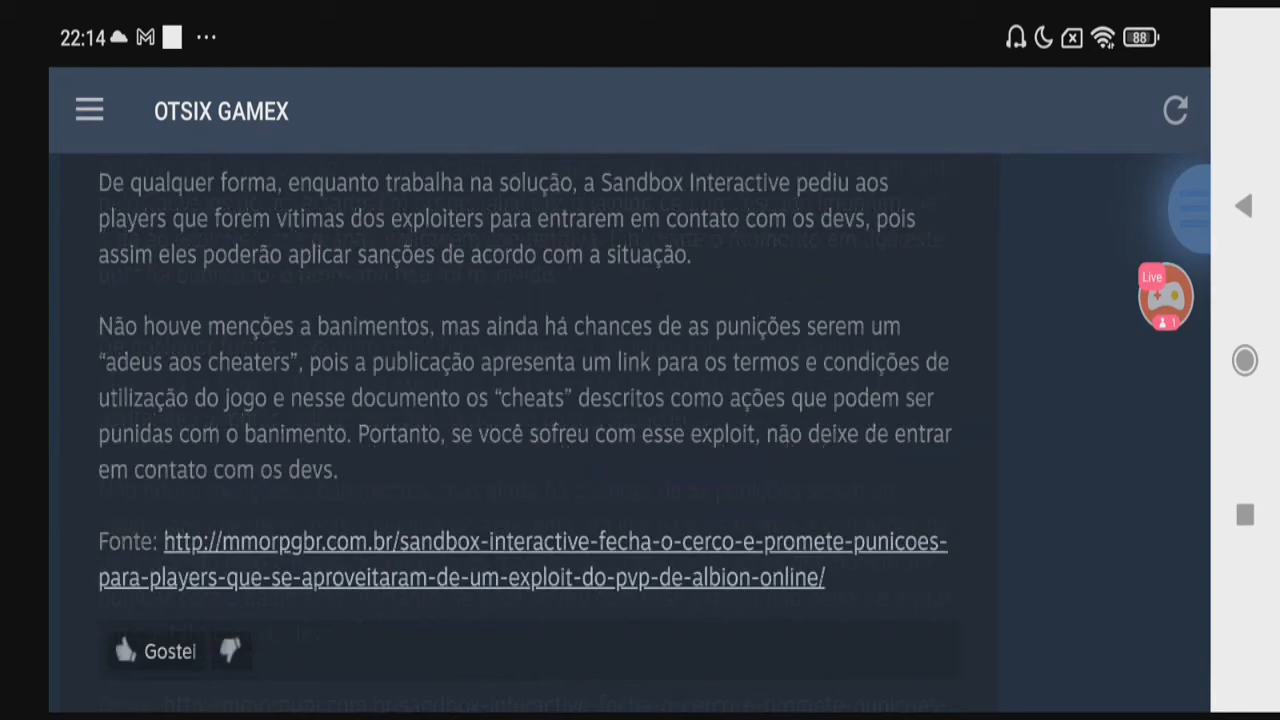 22:14
88
OTSIX GAMEX
De qualquer forma, enquanto trabalha na solução, a Sandbox Interactive pediu aos
players que forem vítimas dos exploiters para entrarem em contato com os devs, pois
assim eles poderão aplicar sanções de acordo com a situação.
Live
1
Não houve menções a banimentos, mas ainda há chances de as punições serem um
“adeus aos cheaters”, pois a publicação apresenta um link para os termos e condições de
utilização do jogo e nesse documento os “cheats” descritos como ações que podem ser
punidas com o banimento. Portanto, se você sofreu com esse exploit, não deixe de entrar
em contato com os devs.
Fonte: http://mmorpgbr.com.br/sandbox-interactive-fecha-o-cerco-e-promete-punicoes-
para-players-que-se-aproveitaram-de-um-exploit-do-pvp-de-albion-online/
Gostei